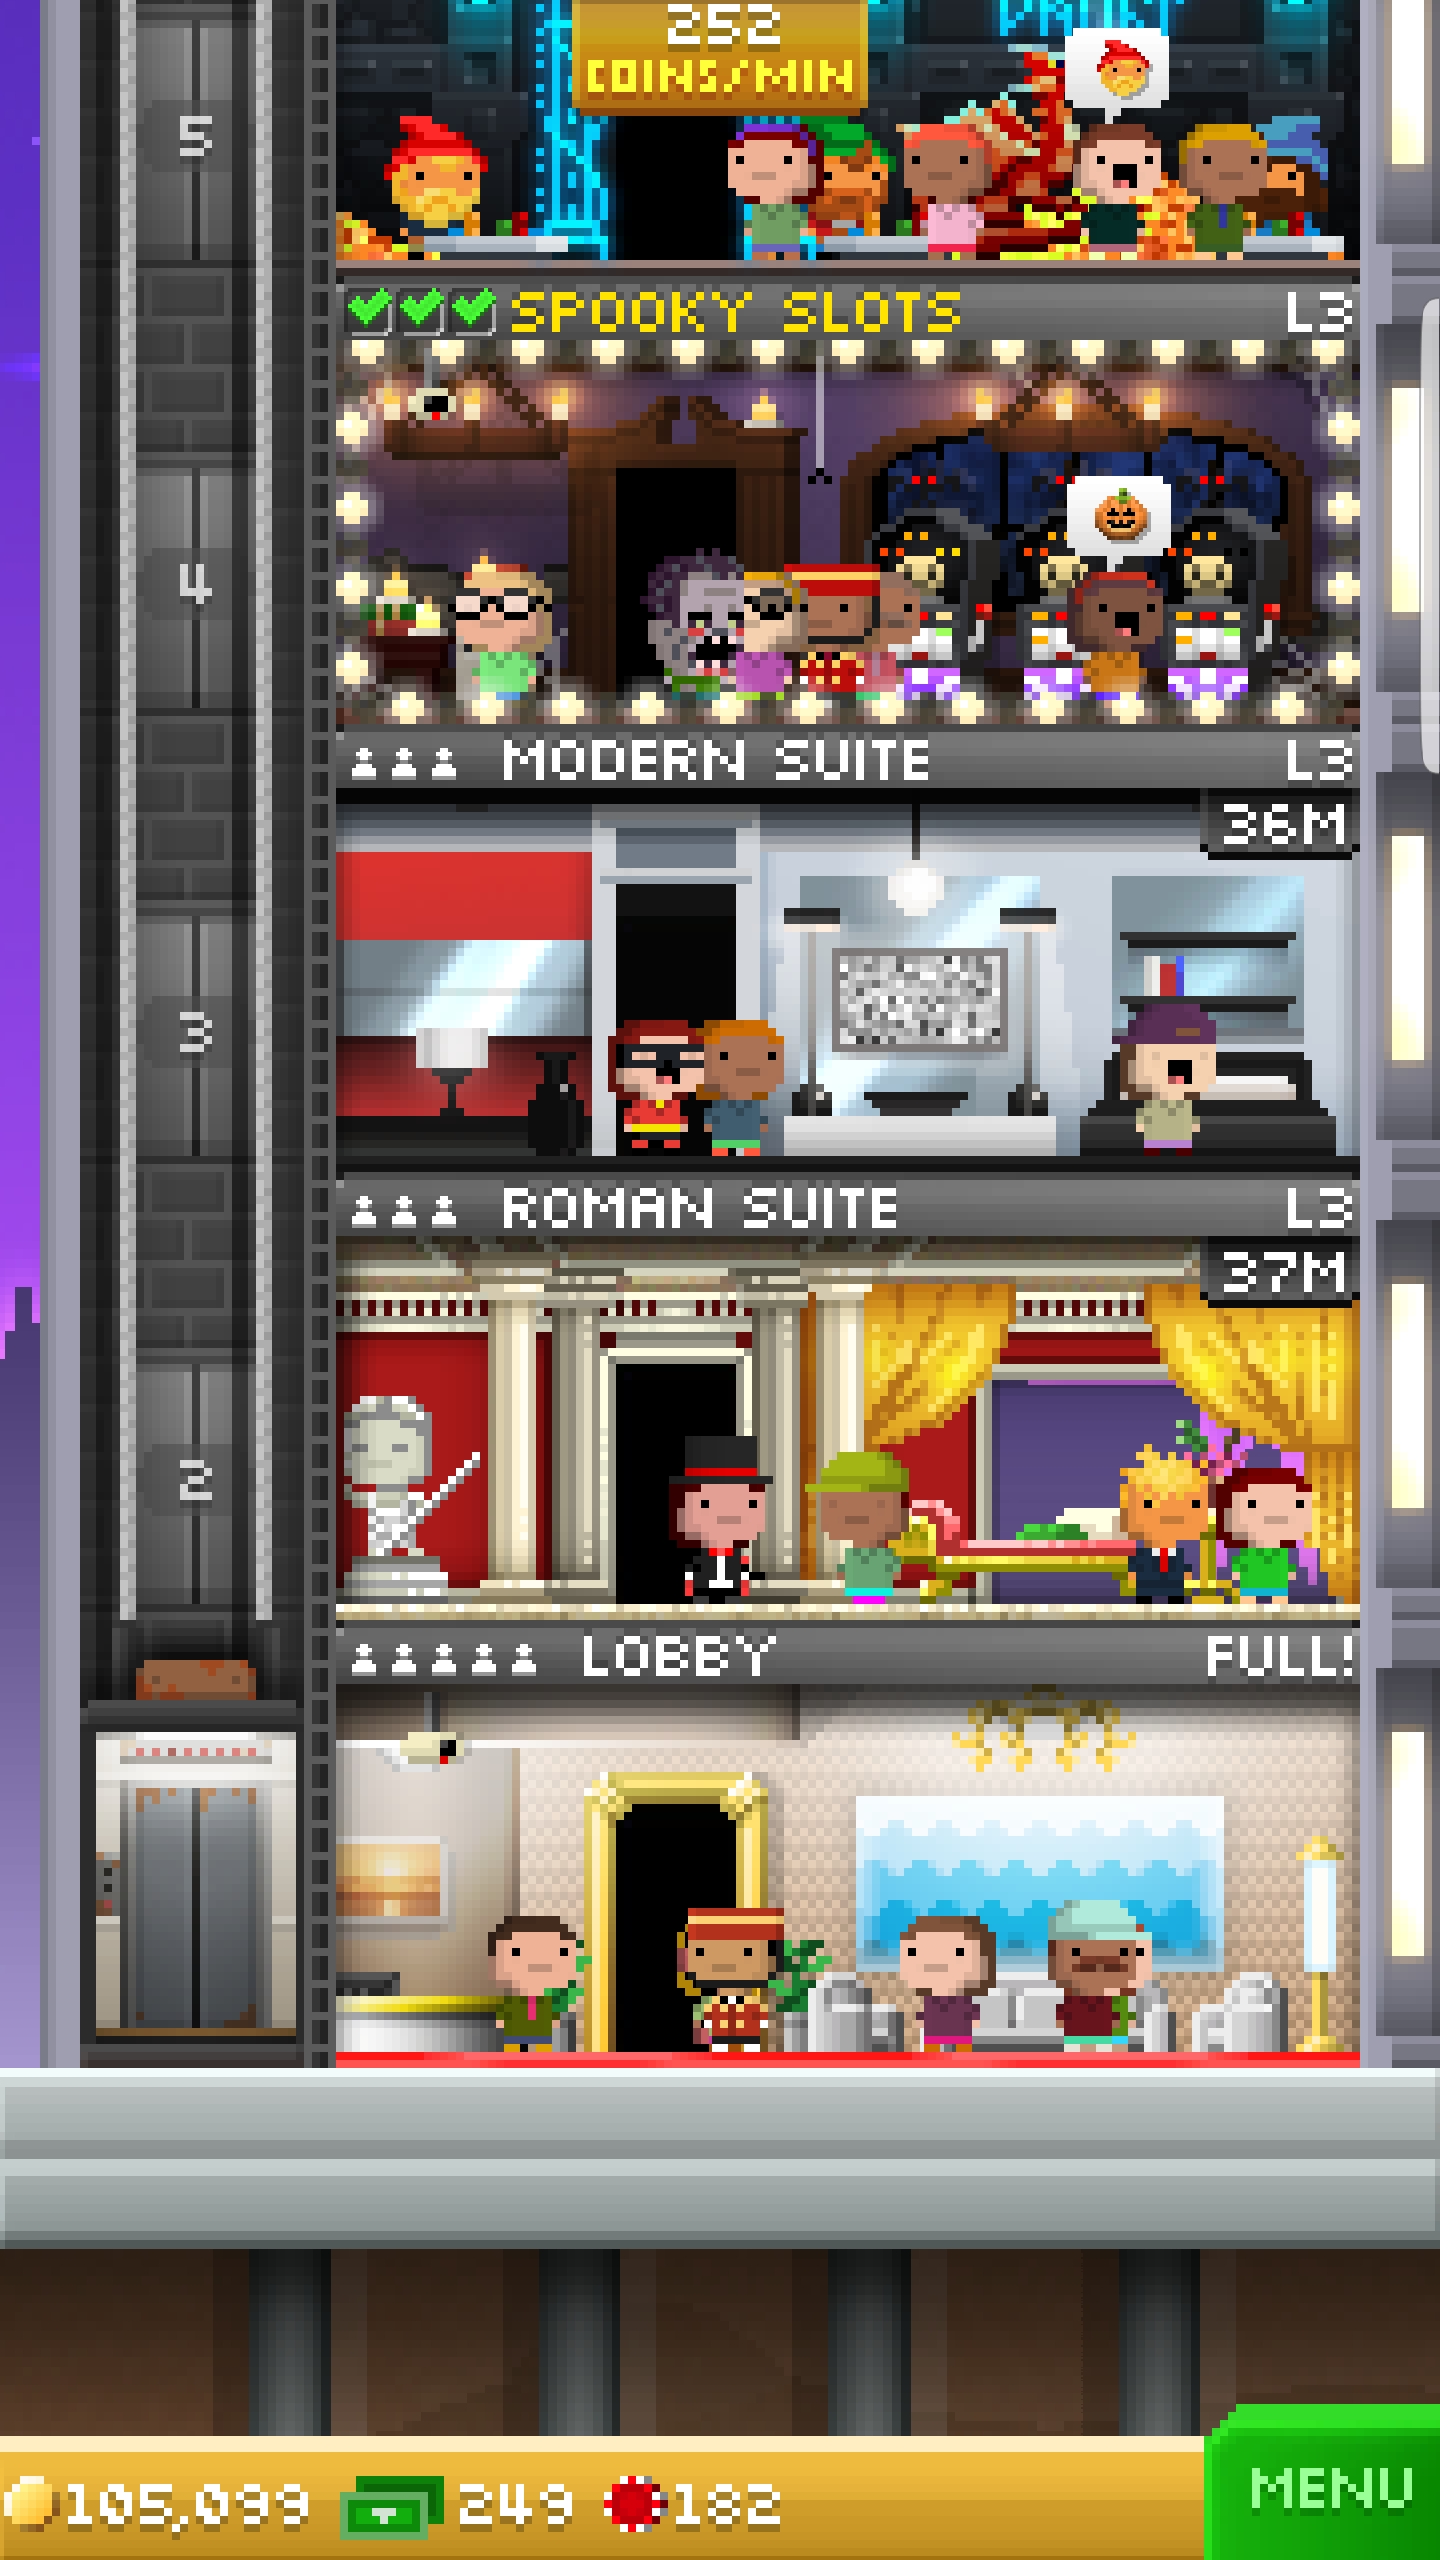 252
COINS/MIN
5
SPOOKY SLOTS L3
4
MODERN SUITE L3
36M
3
ROMAN SUITE L3
37M
2
LOBBY FULL!
105,099 249 182
MENU